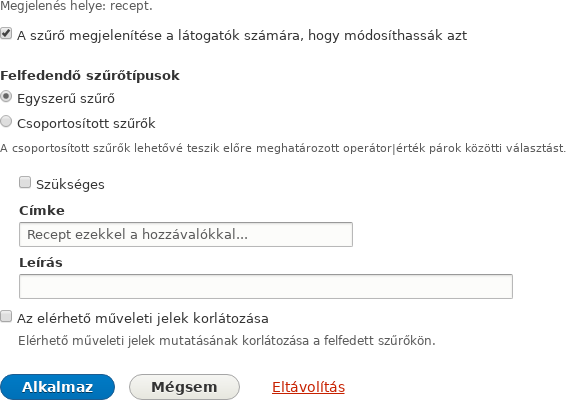 Megjelenés helye: recept.
A szűrő megjelenítése a látogatók számára, hogy módosíthassák azt
Felfedendő szűrőtípusok
Egyszerű szűrő
Csoportosított szűrők
A csoportosított szűrők lehetővé teszik előre meghatározott operátor|érték párok közötti választást.
Szükséges
Címke
Recept ezekkel a hozzávalókkal...
Leírás
Az elérhető műveleti jelek korlátozása
Elérhető műveleti jelek mutatásának korlátozása a felfedett szűrőkön.
Alkalmaz Mégsem Eltávolítás